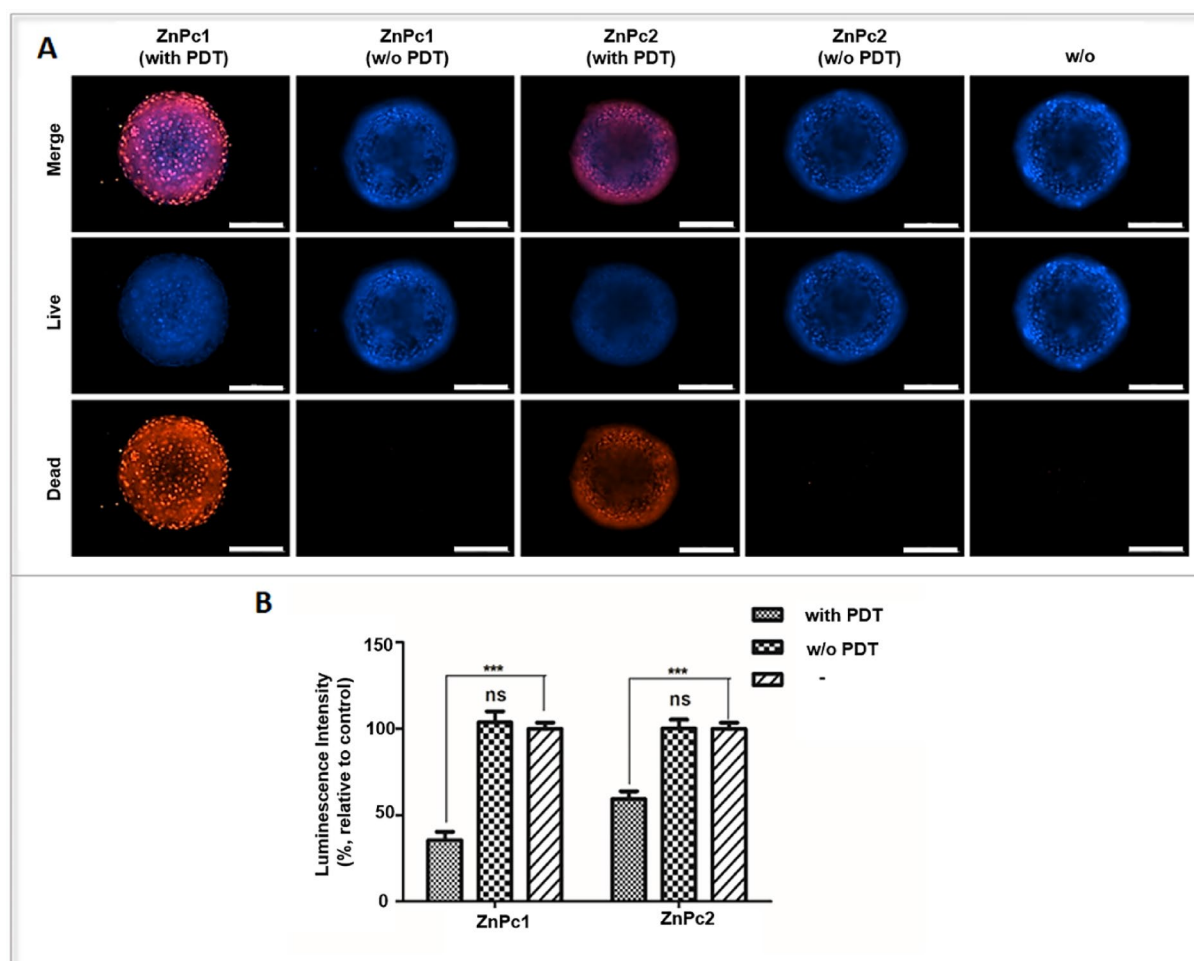 A
ZnPc1
(with PDT)
ZnPc1
(w/o PDT)
ZnPc2
(with PDT)
ZnPc2
(w/o PDT)
w/o
Merge
Live
Dead
B
with PDT
w/o PDT
-
Luminescence Intensity
(%, relative to control)
150
100
50
0
***
ns
***
ns
ZnPc1
ZnPc2